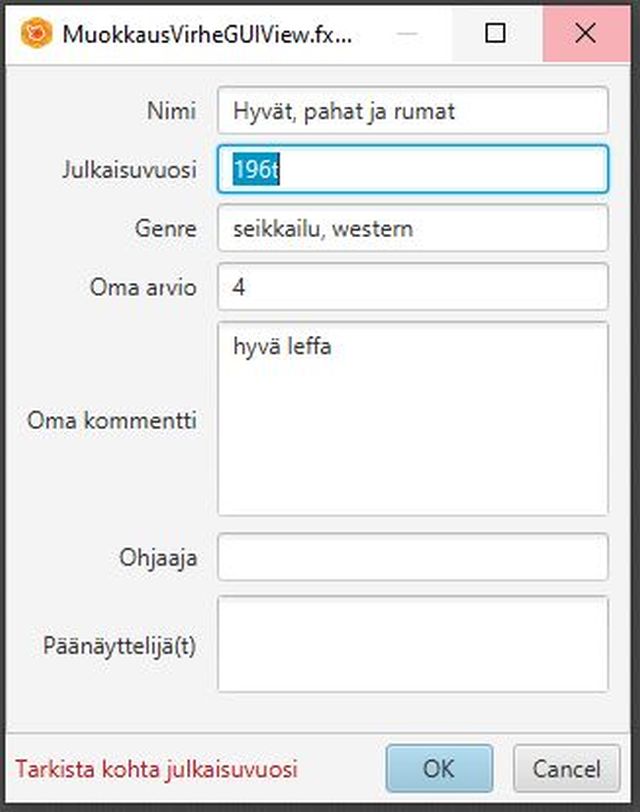 MuokkausVirheGUIView.fx...
Nimi Hyvät, pahat ja rumat
Julkaisuvuosi 196t
Genre seikkailu, western
Oma arvio 4
Oma kommentti hyvä leffa
Ohjaaja
Päänäyttelijä(t)
Tarkista kohta julkaisuvuosi OK Cancel